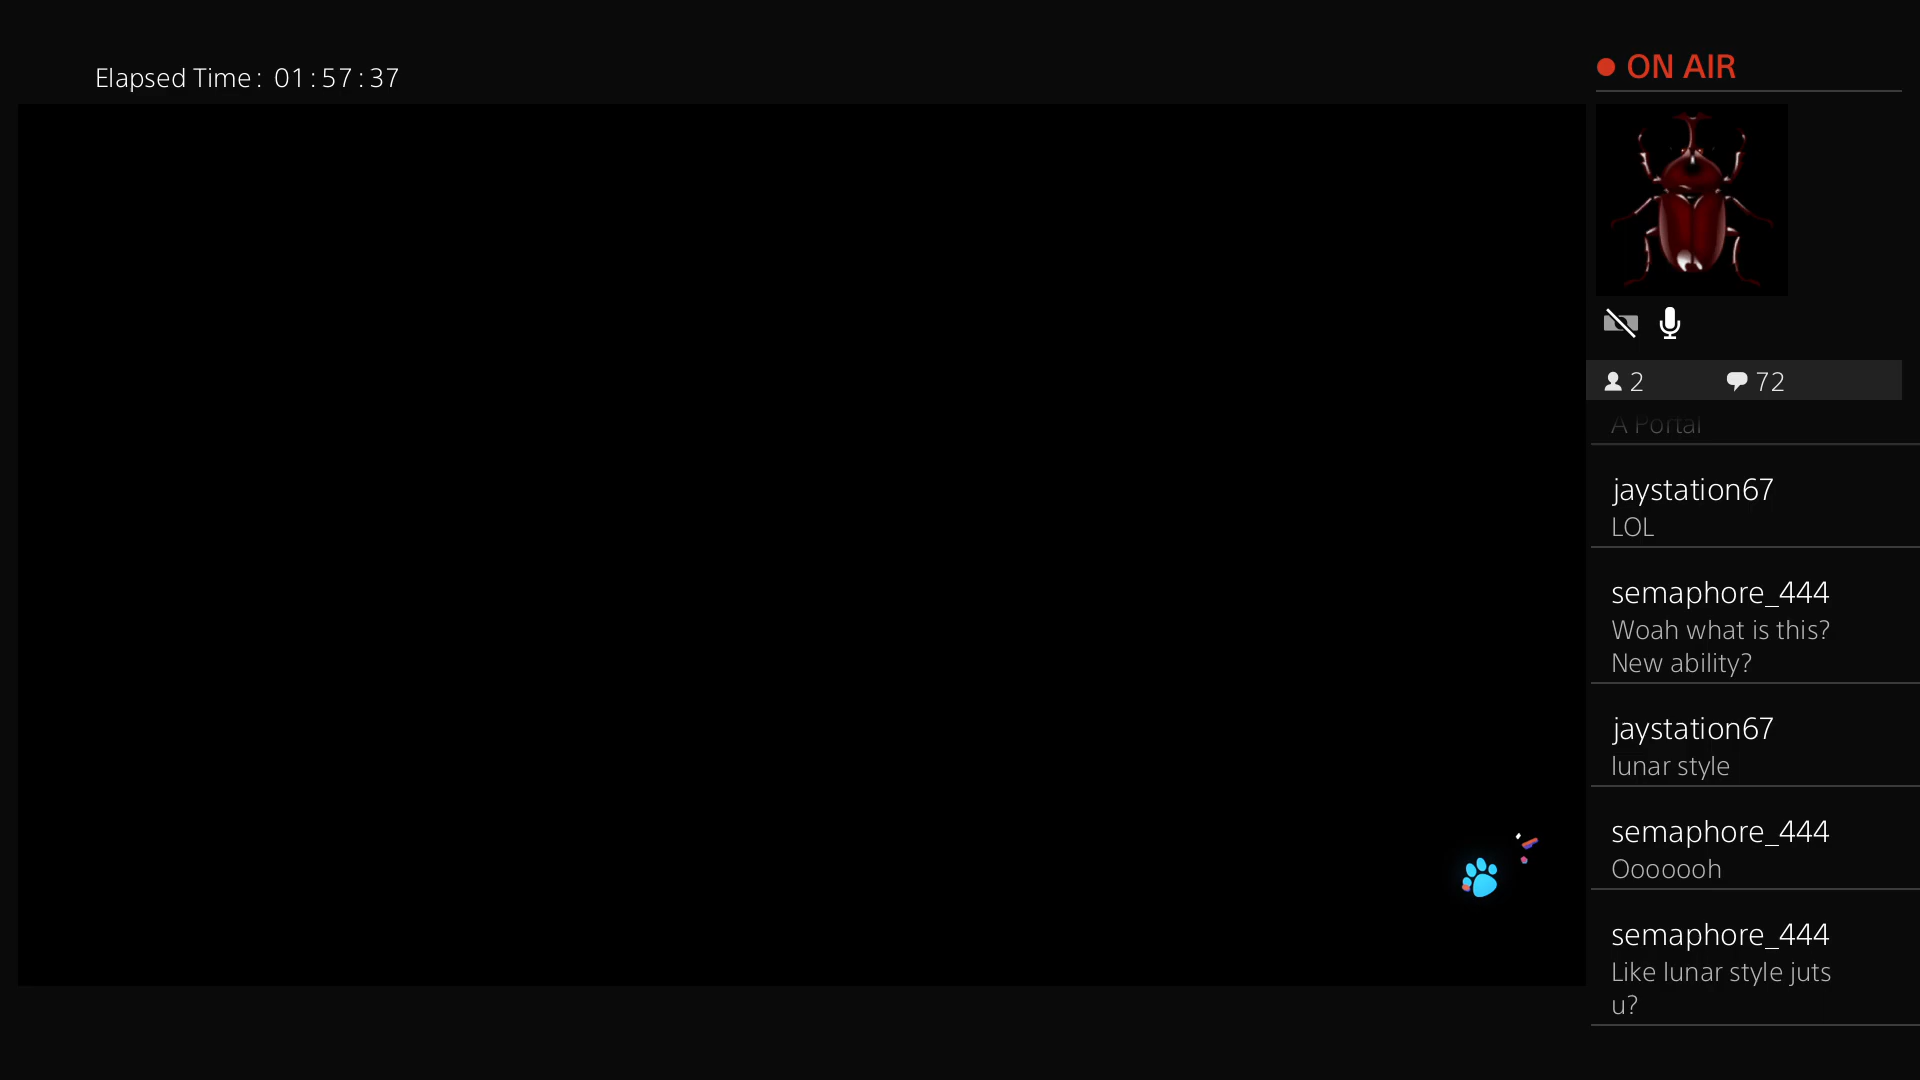 Elapsed Time: 01:57:37
ON AIR
2
72
A Portal
jaystation67
LOL
semaphore_444
Woah what is this?
New ability?
jaystation67
lunar style
semaphore_444
Ooooooh
semaphore_444
Like lunar style juts
u?